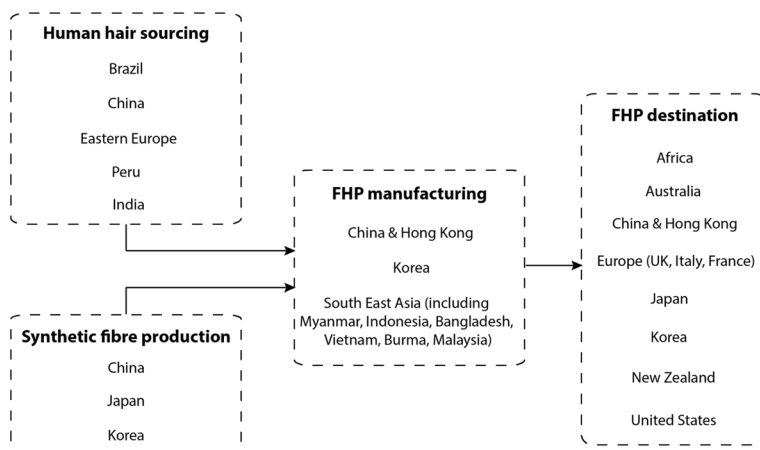 Human hair sourcing
Brazil
China
Eastern Europe
Peru
India
Synthetic fibre production
China
Japan
Korea
FHP manufacturing
China & Hong Kong
Korea
South East Asia (including
Myanmar, Indonesia, Bangladesh,
Vietnam, Burma, Malaysia)
FHP destination
Africa
Australia
China & Hong Kong
Europe (UK, Italy, France)
Japan
Korea
New Zealand
United States